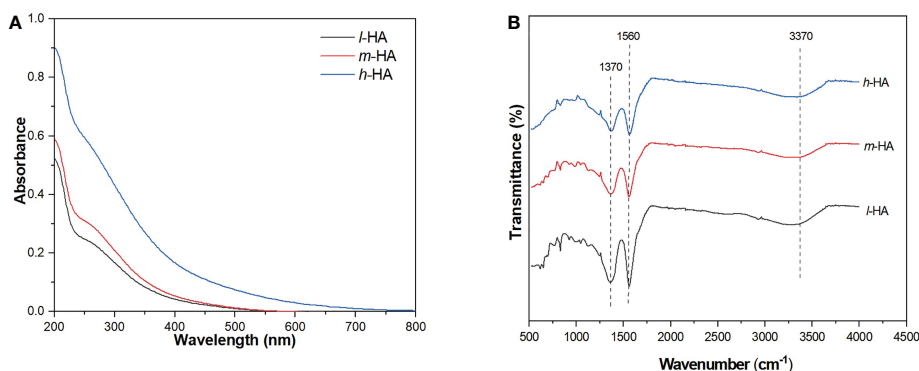 A
1.0
0.8
0.6
0.4
0.2
0.0
Absorbance
200 300 400 500 600 700 800
Wavelength (nm)
l-HA
m-HA
h-HA
B
1370
1560
3370
h-HA
m-HA
l-HA
Transmittance (%)
500 1000 1500 2000 2500 3000 3500 4000 4500
Wavenumber (cm⁻¹)